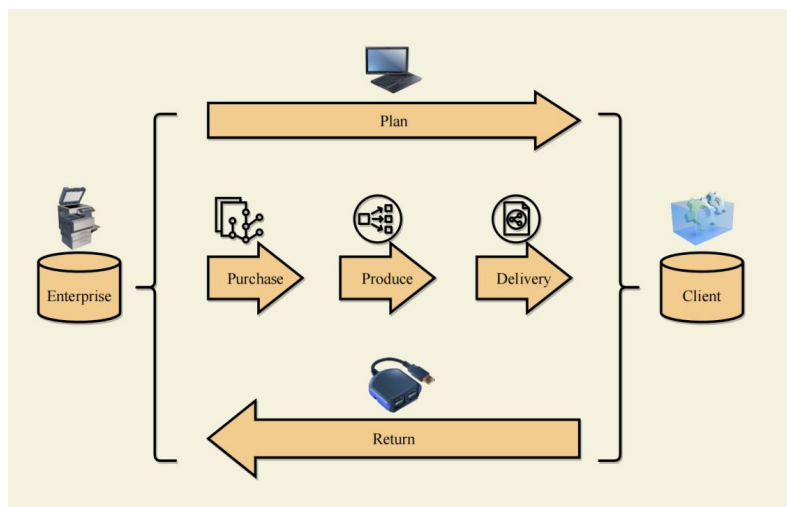 Plan
Enterprise
Purchase
Produce
Delivery
Client
Return